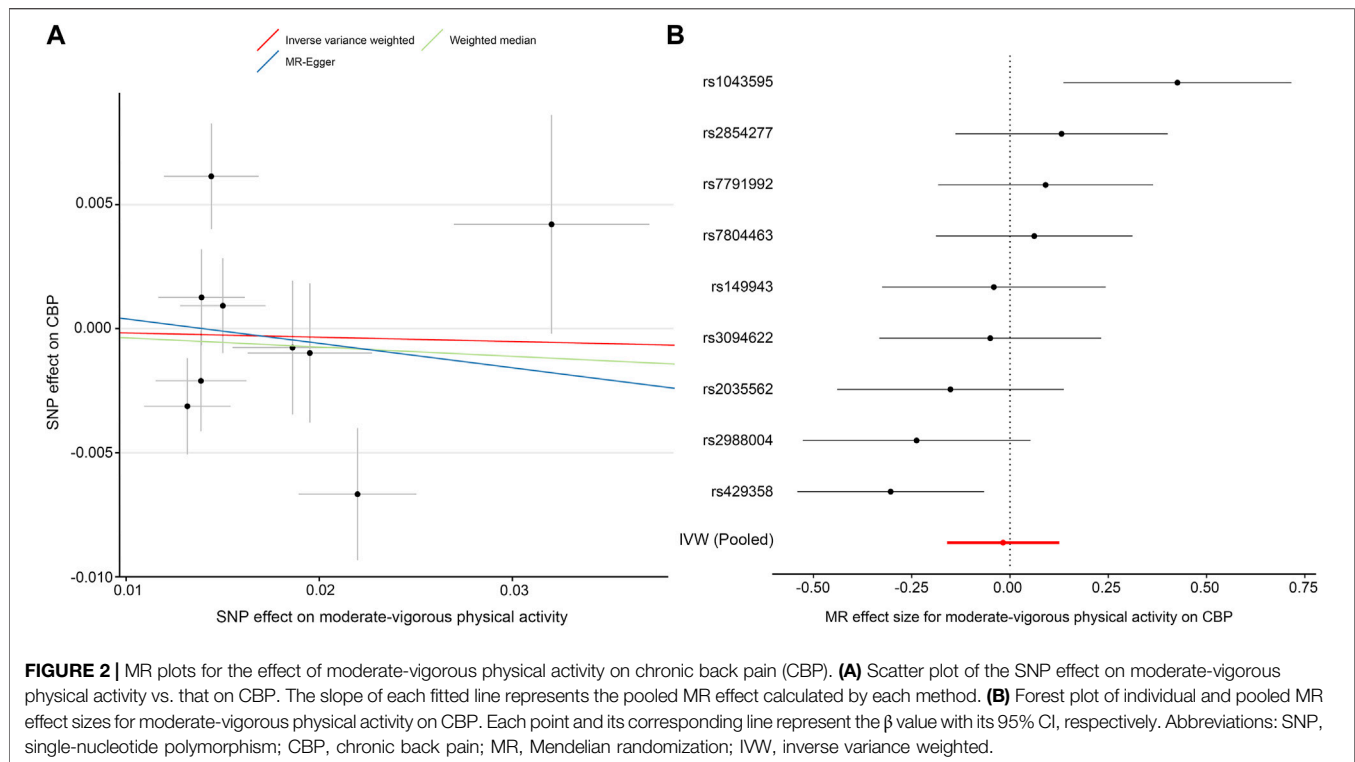 A
Inverse variance weighted
Weighted median
MR-Egger
0.005
0.000
-0.005
-0.010
SNP effect on CBP
0.01
0.02
0.03
SNP effect on moderate-vigorous physical activity
B
rs1043595
rs2854277
rs7791992
rs7804463
rs149943
rs3094622
rs2035562
rs2988004
rs429358
IVW (Pooled)
-0.50
-0.25
0.00
0.25
0.50
0.75
MR effect size for moderate-vigorous physical activity on CBP
FIGURE 2 | MR plots for the effect of moderate-vigorous physical activity on chronic back pain (CBP). (A) Scatter plot of the SNP effect on moderate-vigorous
physical activity vs. that on CBP. The slope of each fitted line represents the pooled MR effect calculated by each method. (B) Forest plot of individual and pooled MR
effect sizes for moderate-vigorous physical activity on CBP. Each point and its corresponding line represent the β value with its 95% CI, respectively. Abbreviations: SNP,
single-nucleotide polymorphism; CBP, chronic back pain; MR, Mendelian randomization; IVW, inverse variance weighted.